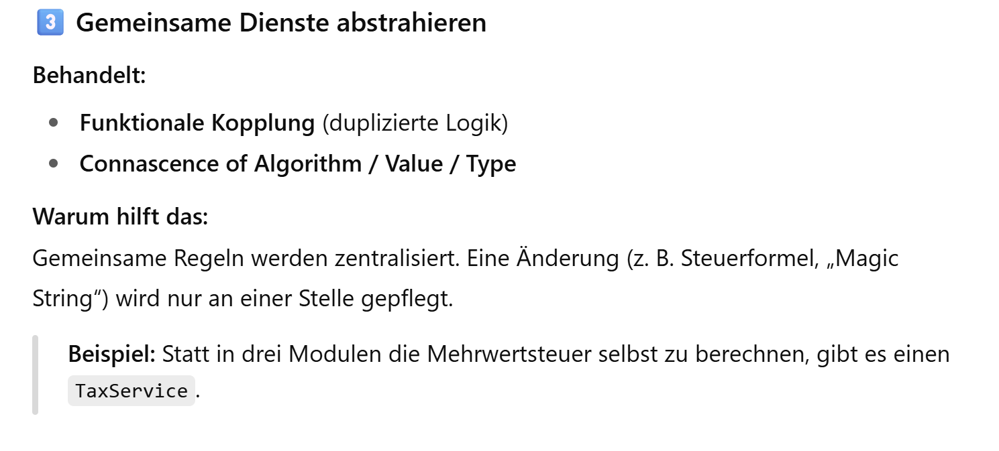 3 Gemeinsame Dienste abstrahieren
Behandelt:
• Funktionale Kopplung (duplizierte Logik)
• Connascence of Algorithm / Value / Type
Warum hilft das:
Gemeinsame Regeln werden zentralisiert. Eine Änderung (z. B. Steuerformel, „Magic
String“) wird nur an einer Stelle gepflegt.
Beispiel: Statt in drei Modulen die Mehrwertsteuer selbst zu berechnen, gibt es einen
TaxService.